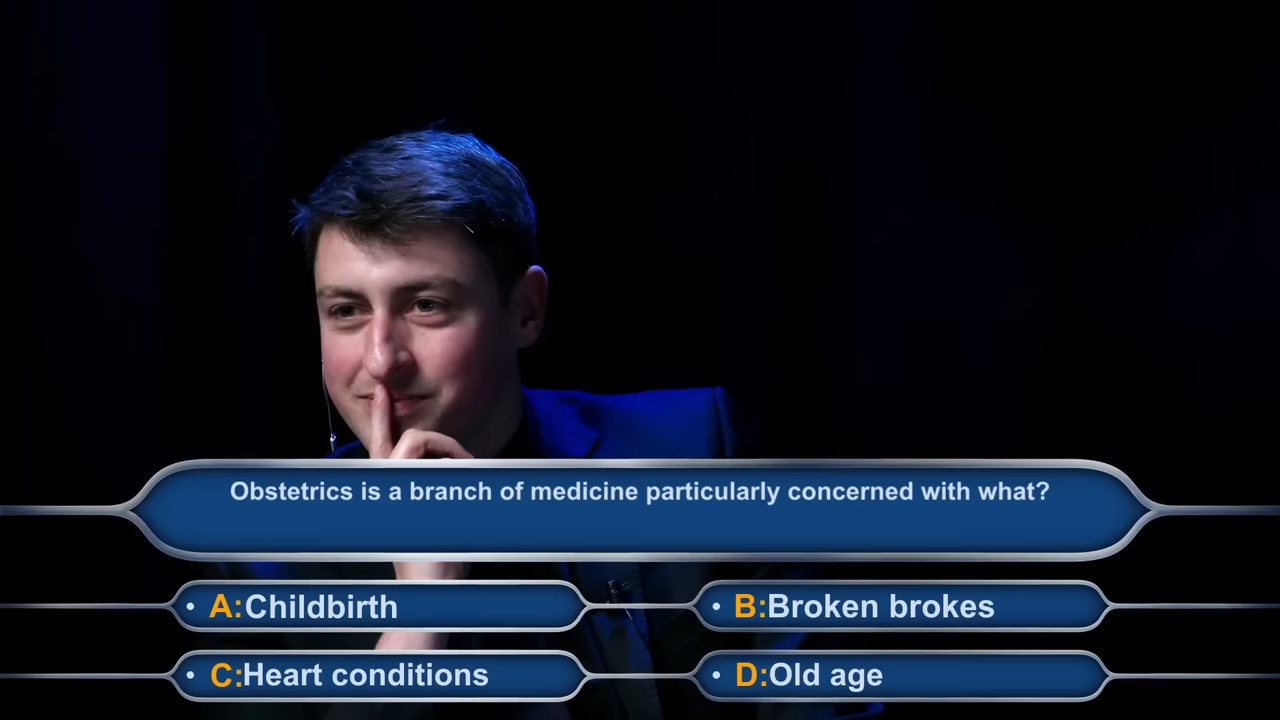 Obstetrics is a branch of medicine particularly concerned with what?
• A:Childbirth
• B:Broken brokes
• C:Heart conditions
• D:Old age